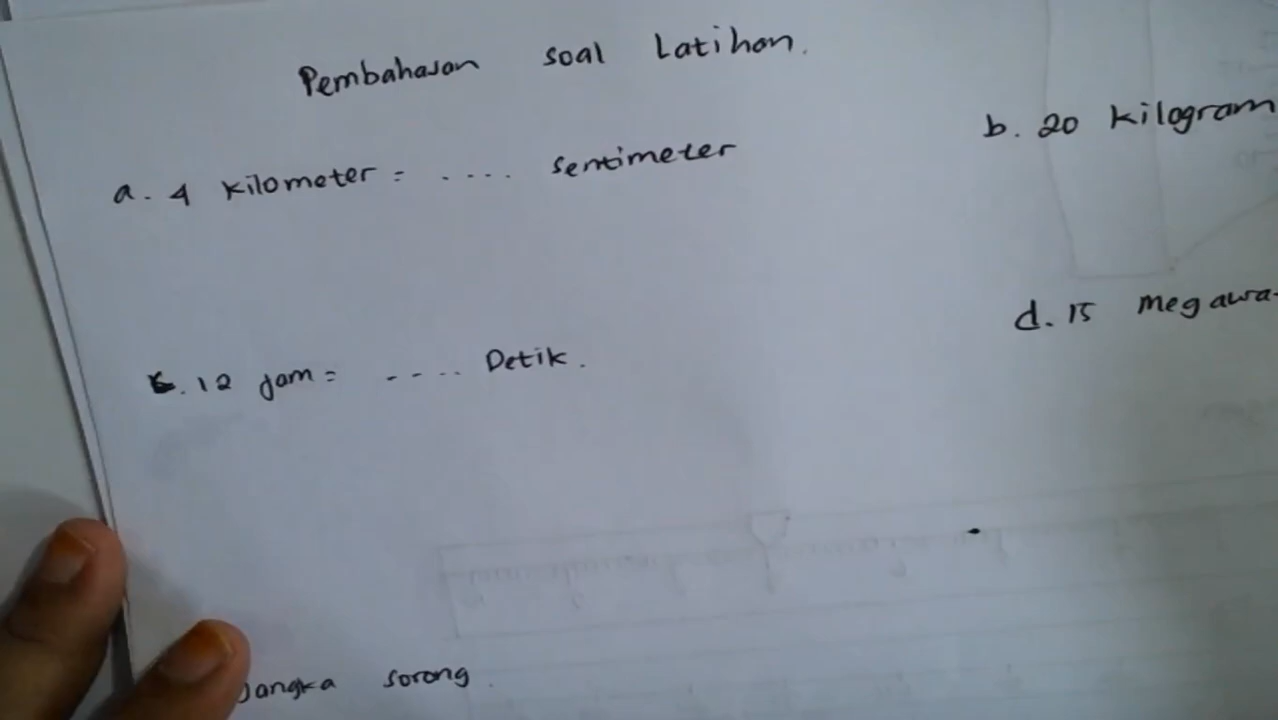 Pembahasan soal Latihan.
a. 4 kilometer = .... sentimeter
b. 20 kilogram
c. 12 jam = .... Detik.
d. 15 megawa
jangka sorong.